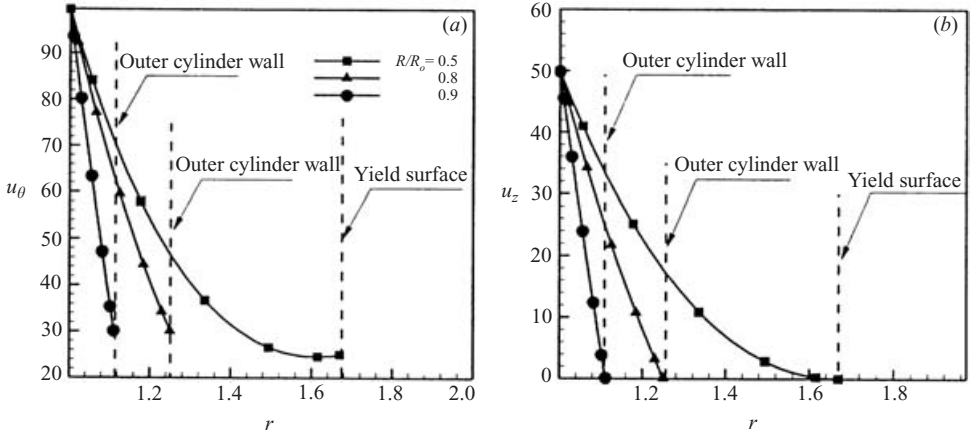 (a)
90
80
70
60
50
40
30
20
u_θ
Outer cylinder wall
R/R_o = 0.5
0.8
0.9
Outer cylinder wall
Yield surface
1.2
1.4
1.6
1.8
2.0
r
(b)
60
50
40
30
20
10
0
u_z
Outer cylinder wall
Outer cylinder wall
Yield surface
1.2
1.4
1.6
1.8
r